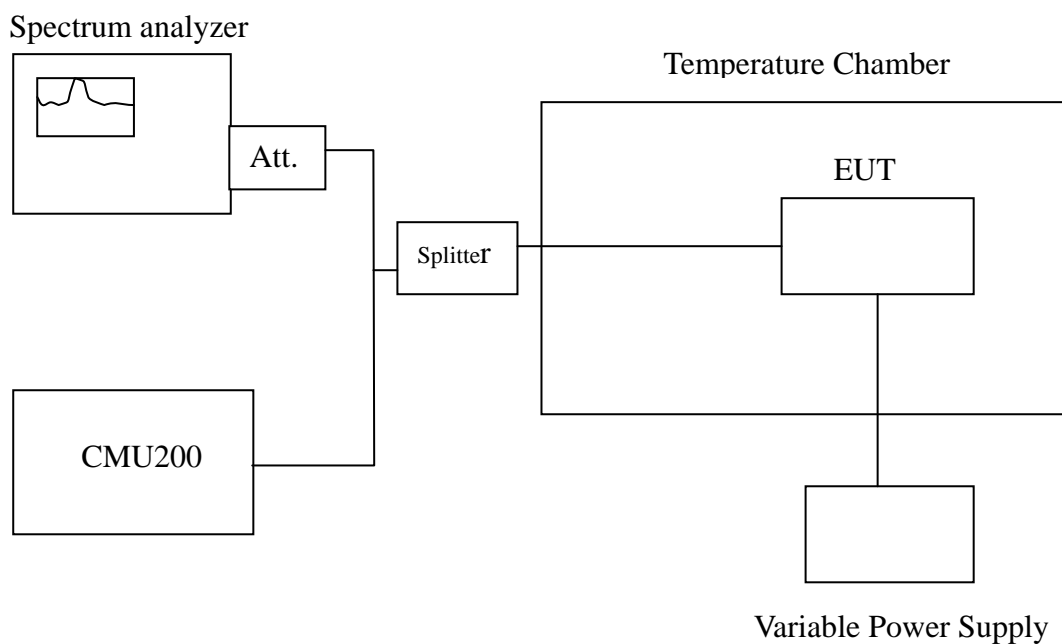 Spectrum analyzer
Temperature Chamber
Att.
EUT
Splitter
CMU200
Variable Power Supply